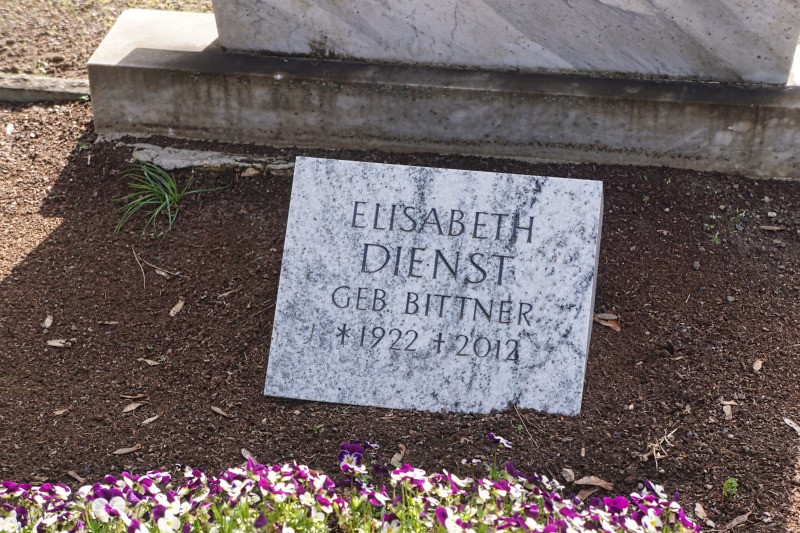 ELISABETH
DIENST
GEB. BITTNER
* 1922 † 2012